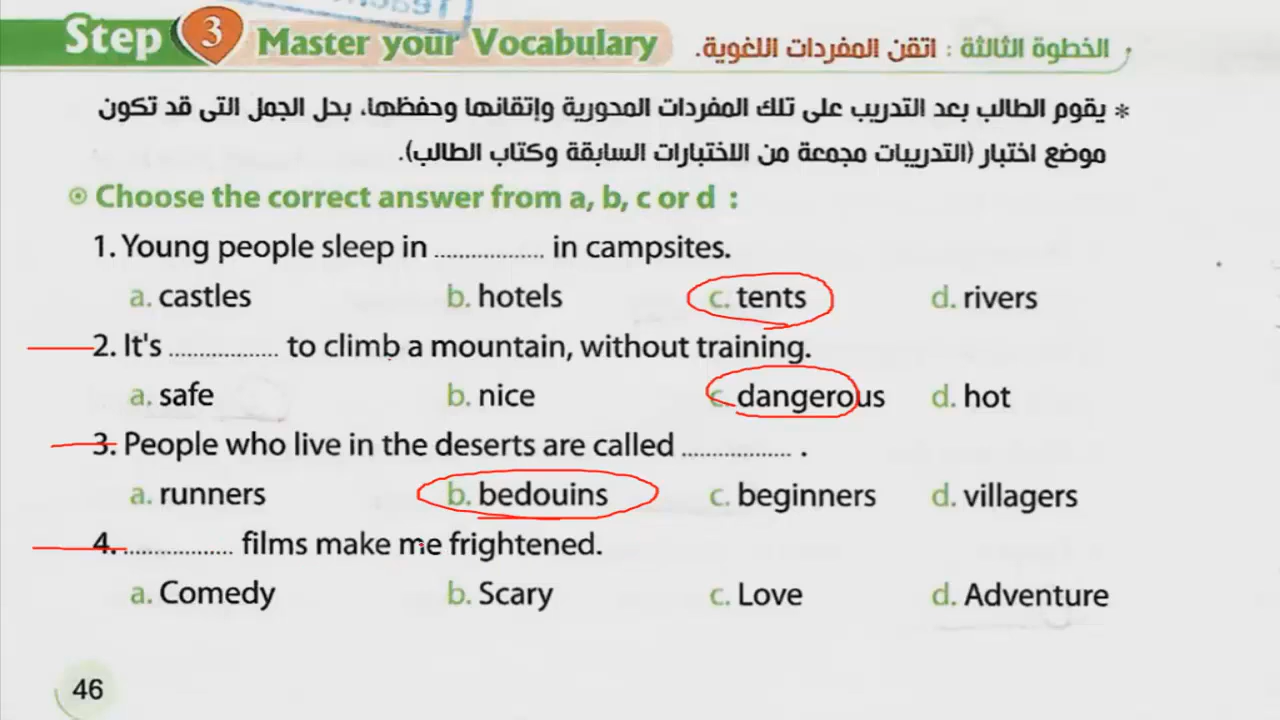 Step 3 Master your Vocabulary الخطوة الثالثة : اتقن المفردات اللغوية.
* يقوم الطالب بعد التدريب على تلك المفردات المحورية وإتقانها وحفظها، بحل الجمل التى قد تكون
موضع اختبار (التدريبات مجمعة من الاختبارات السابقة وكتاب الطالب).
Choose the correct answer from a, b, c or d :
1. Young people sleep in .................. in campsites.
a. castles b. hotels c. tents d. rivers
2. It's .................. to climb a mountain, without training.
a. safe b. nice c. dangerous d. hot
3. People who live in the deserts are called .................. .
a. runners b. bedouins c. beginners d. villagers
4. .................. films make me frightened.
a. Comedy b. Scary c. Love d. Adventure
46